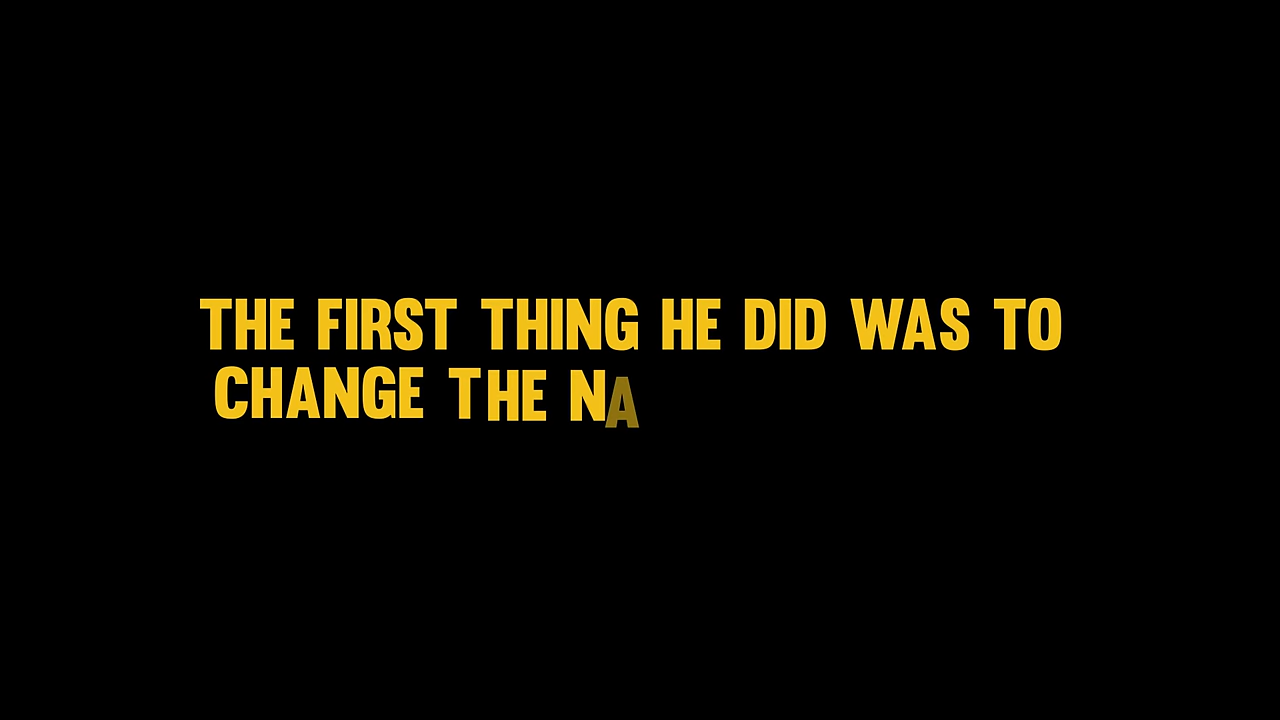 THE FIRST THING HE DID WAS TO
CHANGE THE NA